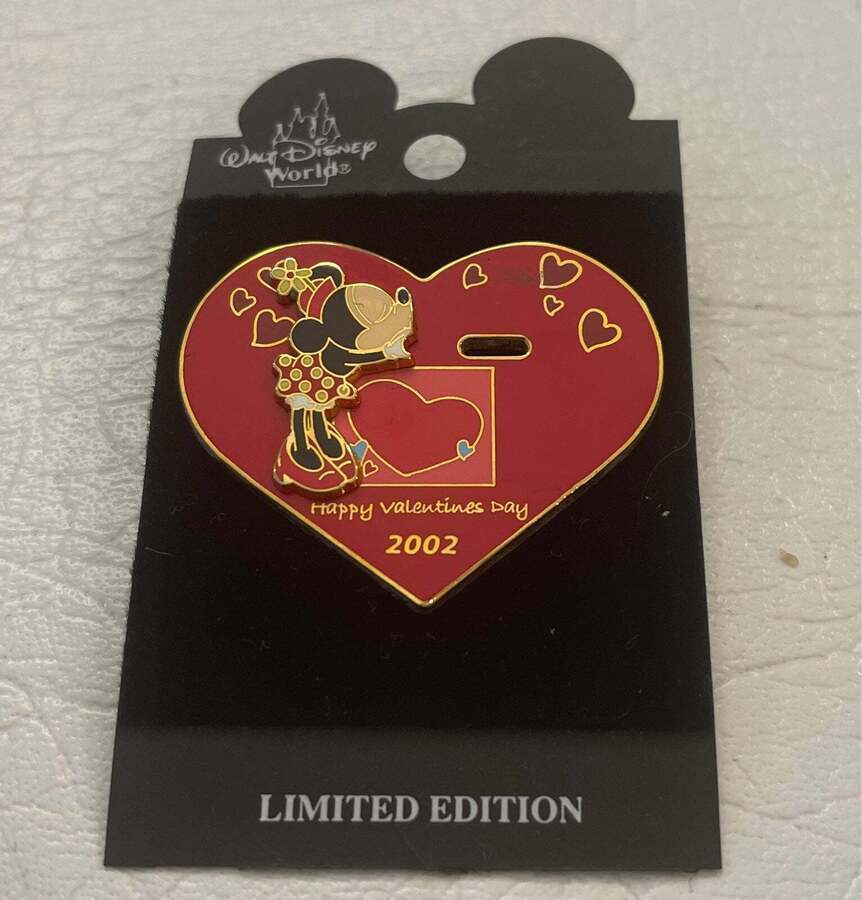 Walt Disney
World®
Happy Valentines Day
2002
LIMITED EDITION